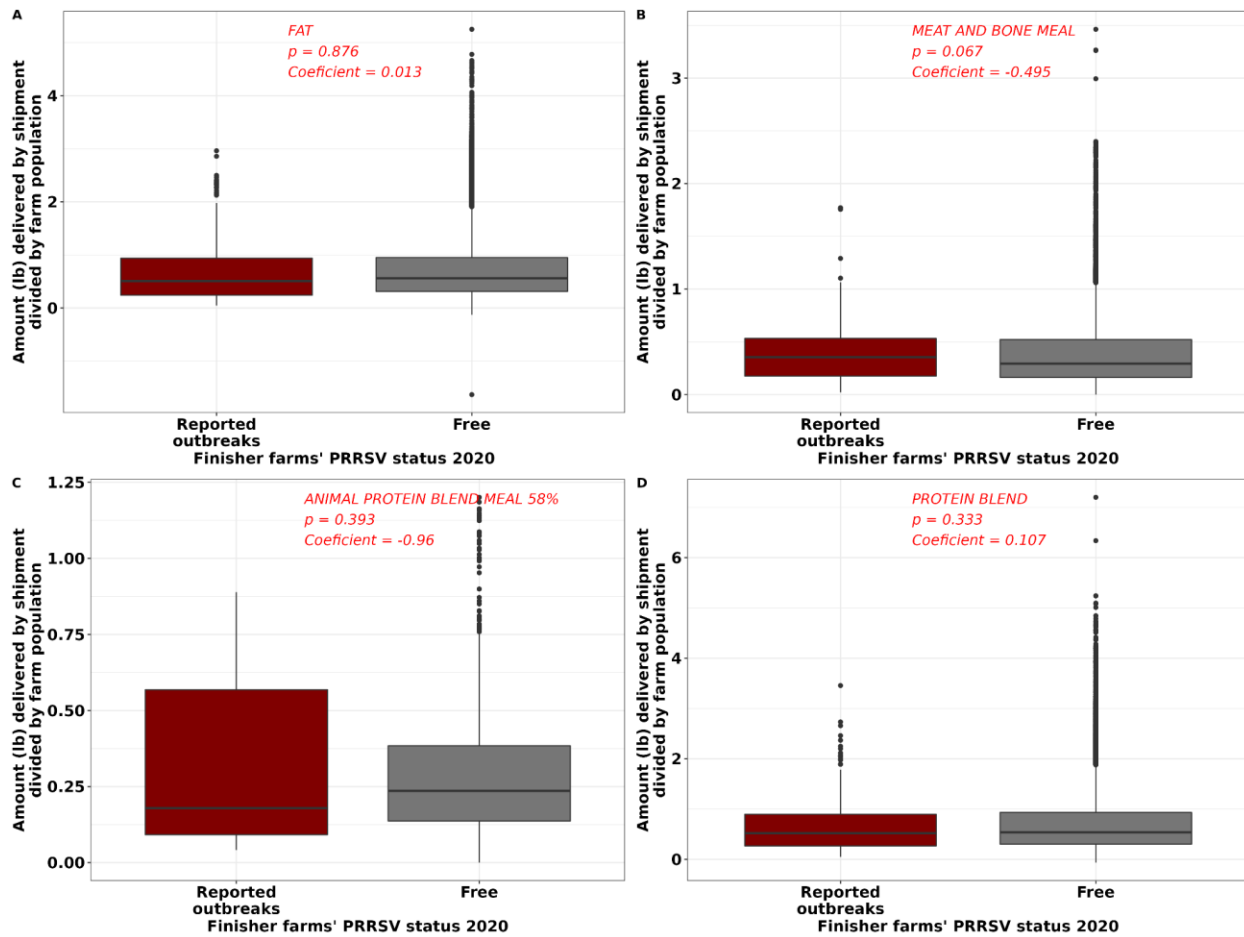 A
FAT
p = 0.876
Coeficient = 0.013
Amount (lb) delivered by shipment
divided by farm population
4
2
0
Reported
outbreaks
Free
Finisher farms' PRRSV status 2020
B
MEAT AND BONE MEAL
p = 0.067
Coeficient = -0.495
Amount (lb) delivered by shipment
divided by farm population
3
2
1
0
Reported
outbreaks
Free
Finisher farms' PRRSV status 2020
C
ANIMAL PROTEIN BLEND MEAL 58%
p = 0.393
Coeficient = -0.96
Amount (lb) delivered by shipment
divided by farm population
1.25
1.00
0.75
0.50
0.25
0.00
Reported
outbreaks
Free
Finisher farms' PRRSV status 2020
D
PROTEIN BLEND
p = 0.333
Coeficient = 0.107
Amount (lb) delivered by shipment
divided by farm population
6
4
2
0
Reported
outbreaks
Free
Finisher farms' PRRSV status 2020